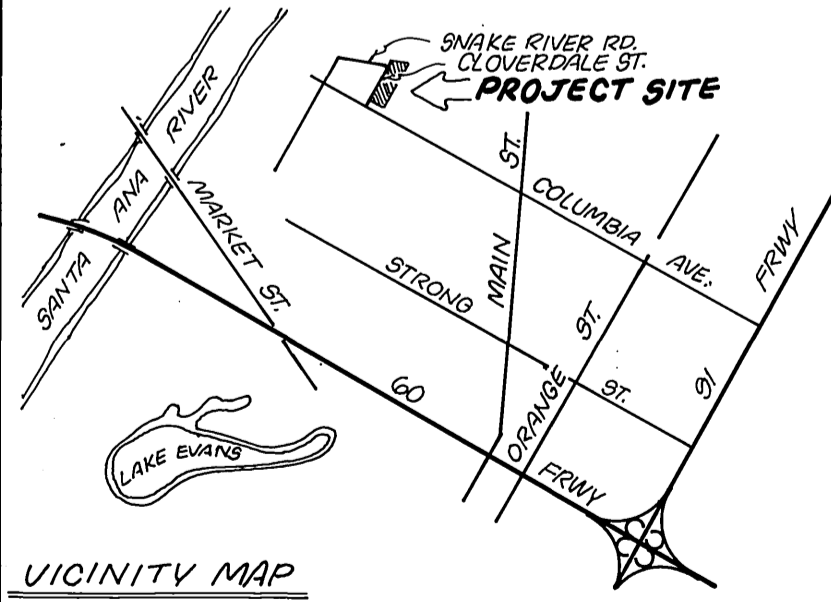 SNAKE RIVER RD.
CLOVERDALE ST.
PROJECT SITE
SANTA ANA RIVER
MARKET ST.
MAIN ST.
COLUMBIA AVE.
STRONG ST.
ORANGE ST.
60 FRWY
91 FRWY
LAKE EVANS
VICINITY MAP